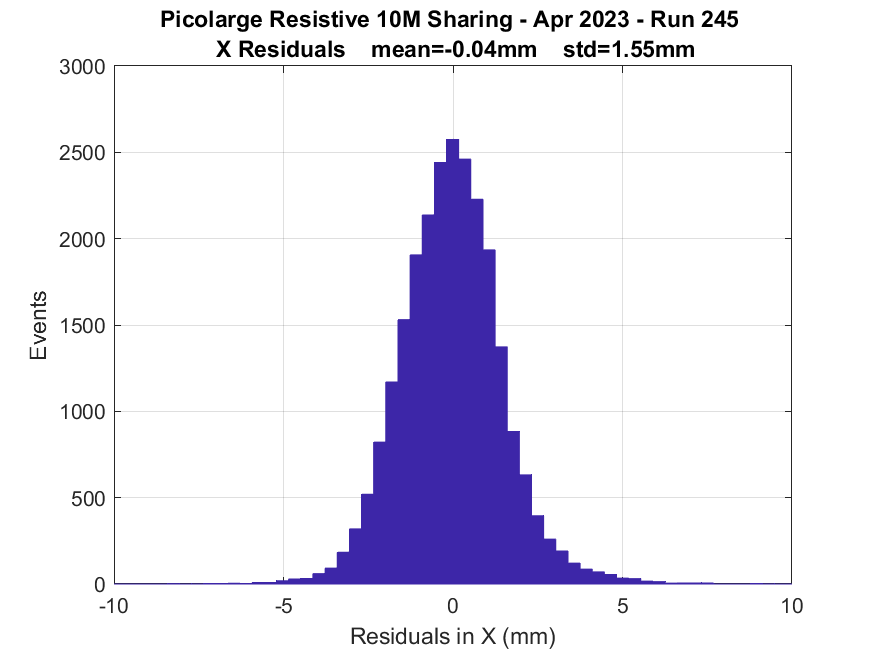 Picolarge Resistive 10M Sharing - Apr 2023 - Run 245
X Residuals mean=-0.04mm std=1.55mm
3000
2500
2000
1500
1000
500
0
Events
-10 -5 0 5 10
Residuals in X (mm)